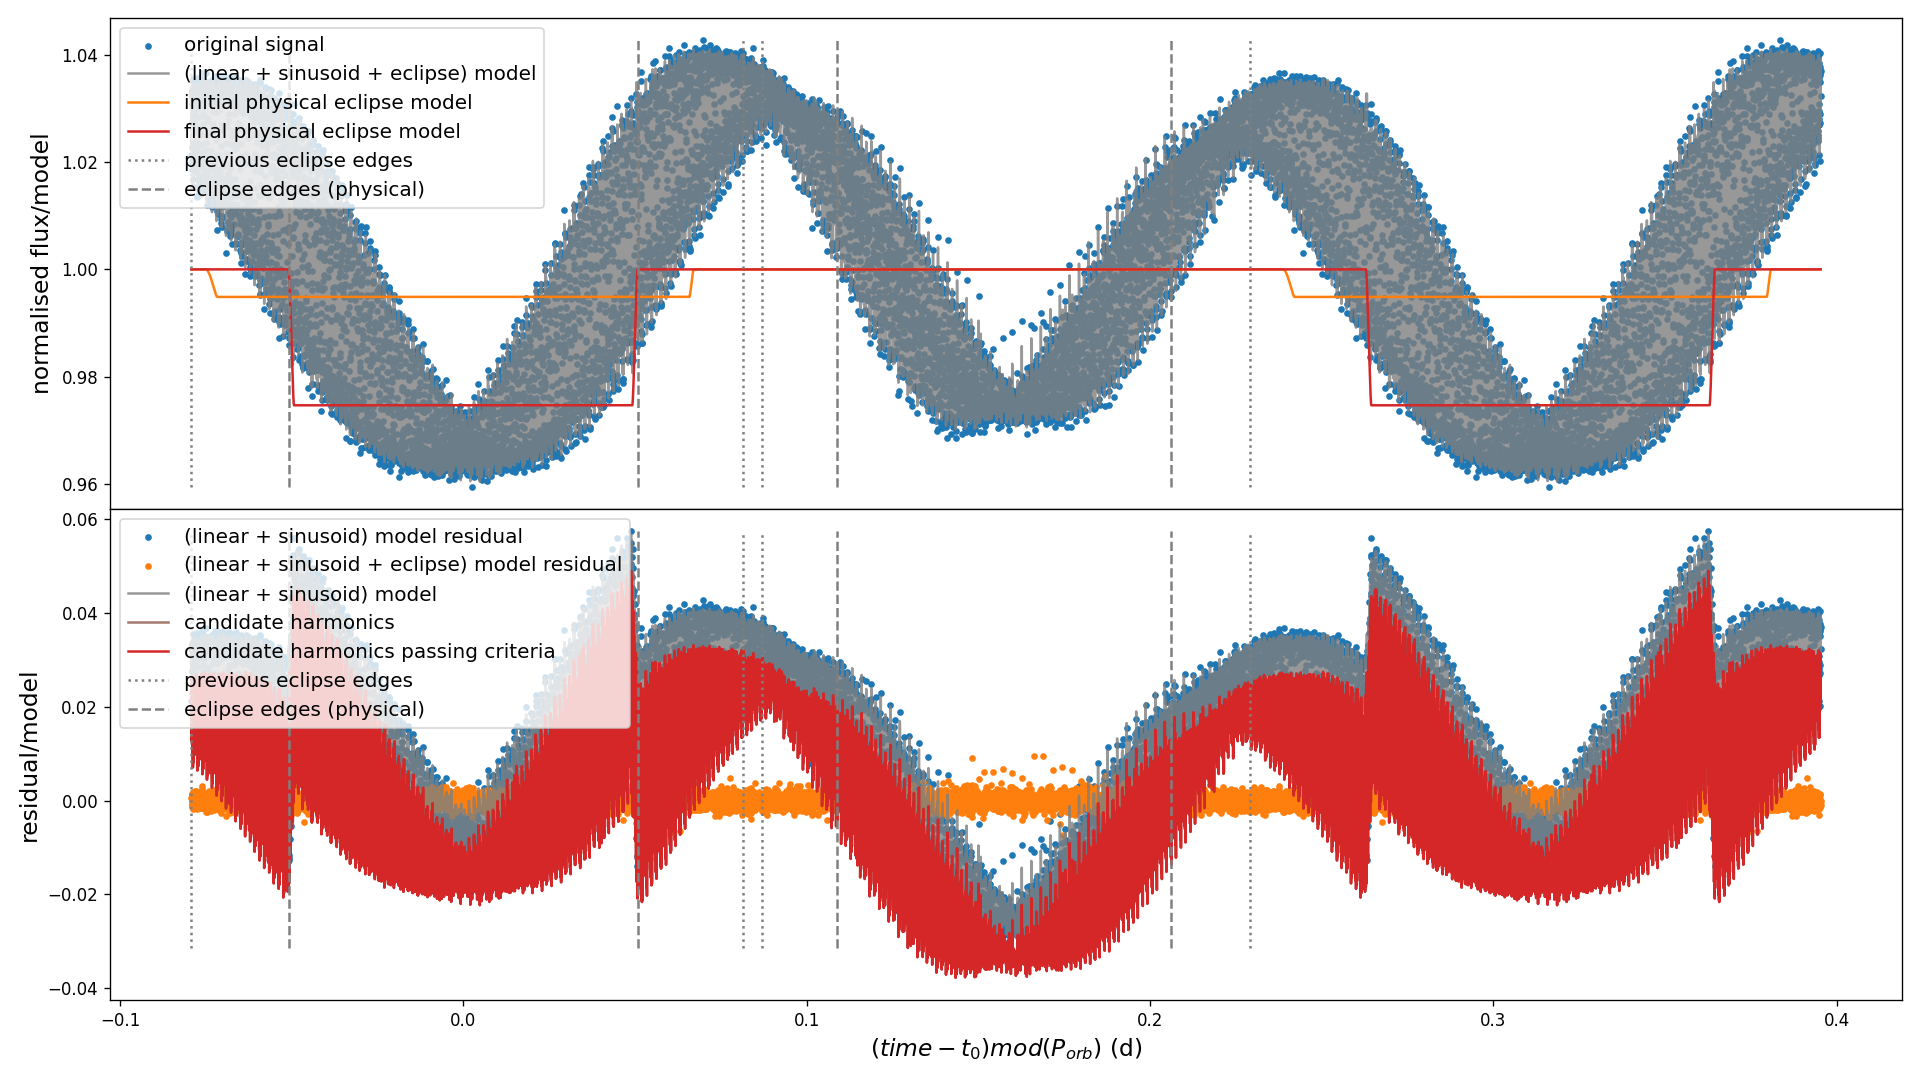 normalised flux/model
1.04
1.02
1.00
0.98
0.96
original signal
(linear + sinusoid + eclipse) model
initial physical eclipse model
final physical eclipse model
previous eclipse edges
eclipse edges (physical)
residual/model
0.06
0.04
0.02
0.00
−0.02
−0.04
(linear + sinusoid) model residual
(linear + sinusoid + eclipse) model residual
(linear + sinusoid) model
candidate harmonics
candidate harmonics passing criteria
previous eclipse edges
eclipse edges (physical)
−0.1 0.0 0.1 0.2 0.3 0.4
(time − t₀)mod(P_orb) (d)